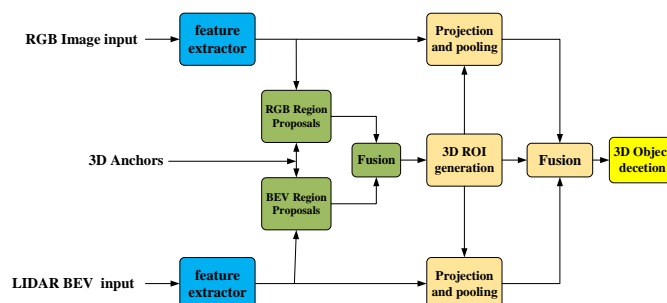 RGB Image input
feature
extractor
Projection
and pooling
RGB Region
Proposals
3D Anchors
Fusion
3D ROI
generation
Fusion
3D Objec
decetion
BEV Region
Proposals
LIDAR BEV input
feature
extractor
Projection
and pooling